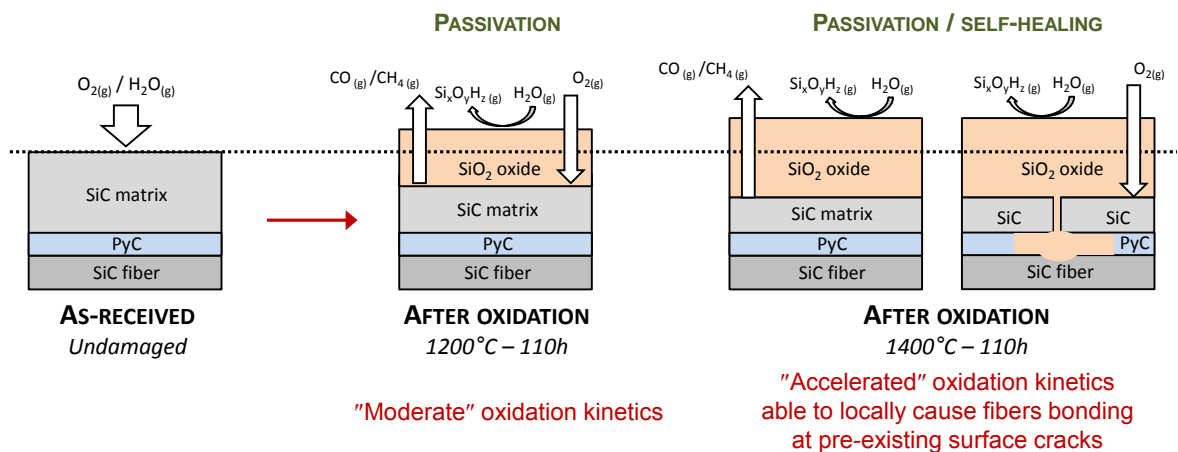 PASSIVATION
PASSIVATION / SELF-HEALING
O2(g) / H2O(g)
SiC matrix
PyC
SiC fiber
AS-RECEIVED
Undamaged
CO (g) /CH4 (g)
SixOyHz (g)
H2O(g)
O2(g)
SiO2 oxide
SiC matrix
PyC
SiC fiber
AFTER OXIDATION
1200°C – 110h
"Moderate" oxidation kinetics
CO (g) /CH4 (g)
SixOyHz (g)
H2O(g)
SiO2 oxide
SiC matrix
PyC
SiC fiber
SixOyHz (g)
H2O(g)
O2(g)
SiO2 oxide
SiC
SiC
PyC
SiC fiber
AFTER OXIDATION
1400°C – 110h
"Accelerated" oxidation kinetics
able to locally cause fibers bonding
at pre-existing surface cracks